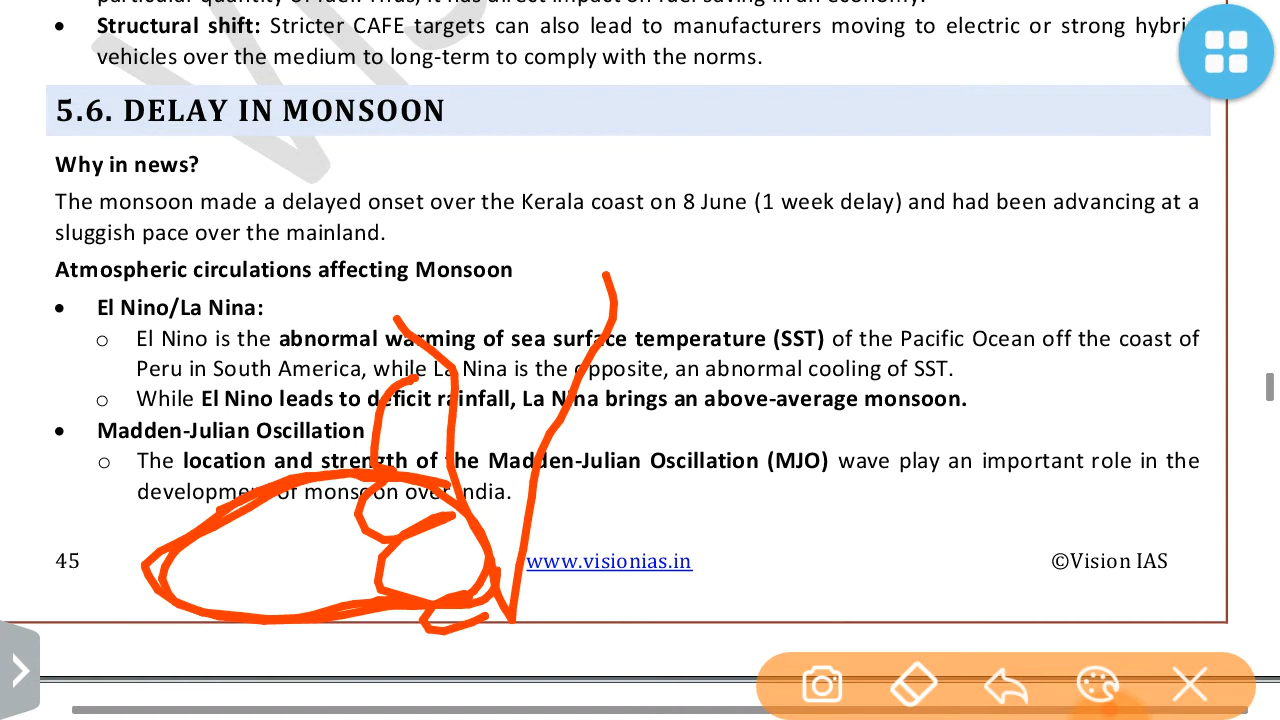 Structural shift: Stricter CAFE targets can also lead to manufacturers moving to electric or strong
vehicles over the medium to long-term to comply with the norms.
5.6. DELAY IN MONSOON
Why in news?
The monsoon made a delayed onset over the Kerala coast on 8 June (1 week delay) and had been advancing at a
sluggish pace over the mainland.
Atmospheric circulations affecting Monsoon
• El Nino/La Nina:
o El Nino is the abnormal warming of sea surface temperature (SST) of the Pacific Ocean off the coast of
Peru in South America, while La Nina is the opposite, an abnormal cooling of SST.
o While El Nino leads to deficit rainfall, La Nina brings an above-average monsoon.
• Madden-Julian Oscillation
o The location and strength of the Madden-Julian Oscillation (MJO) wave play an important role in the
development of monsoon over India.
45 www.visionias.in ©Vision IAS